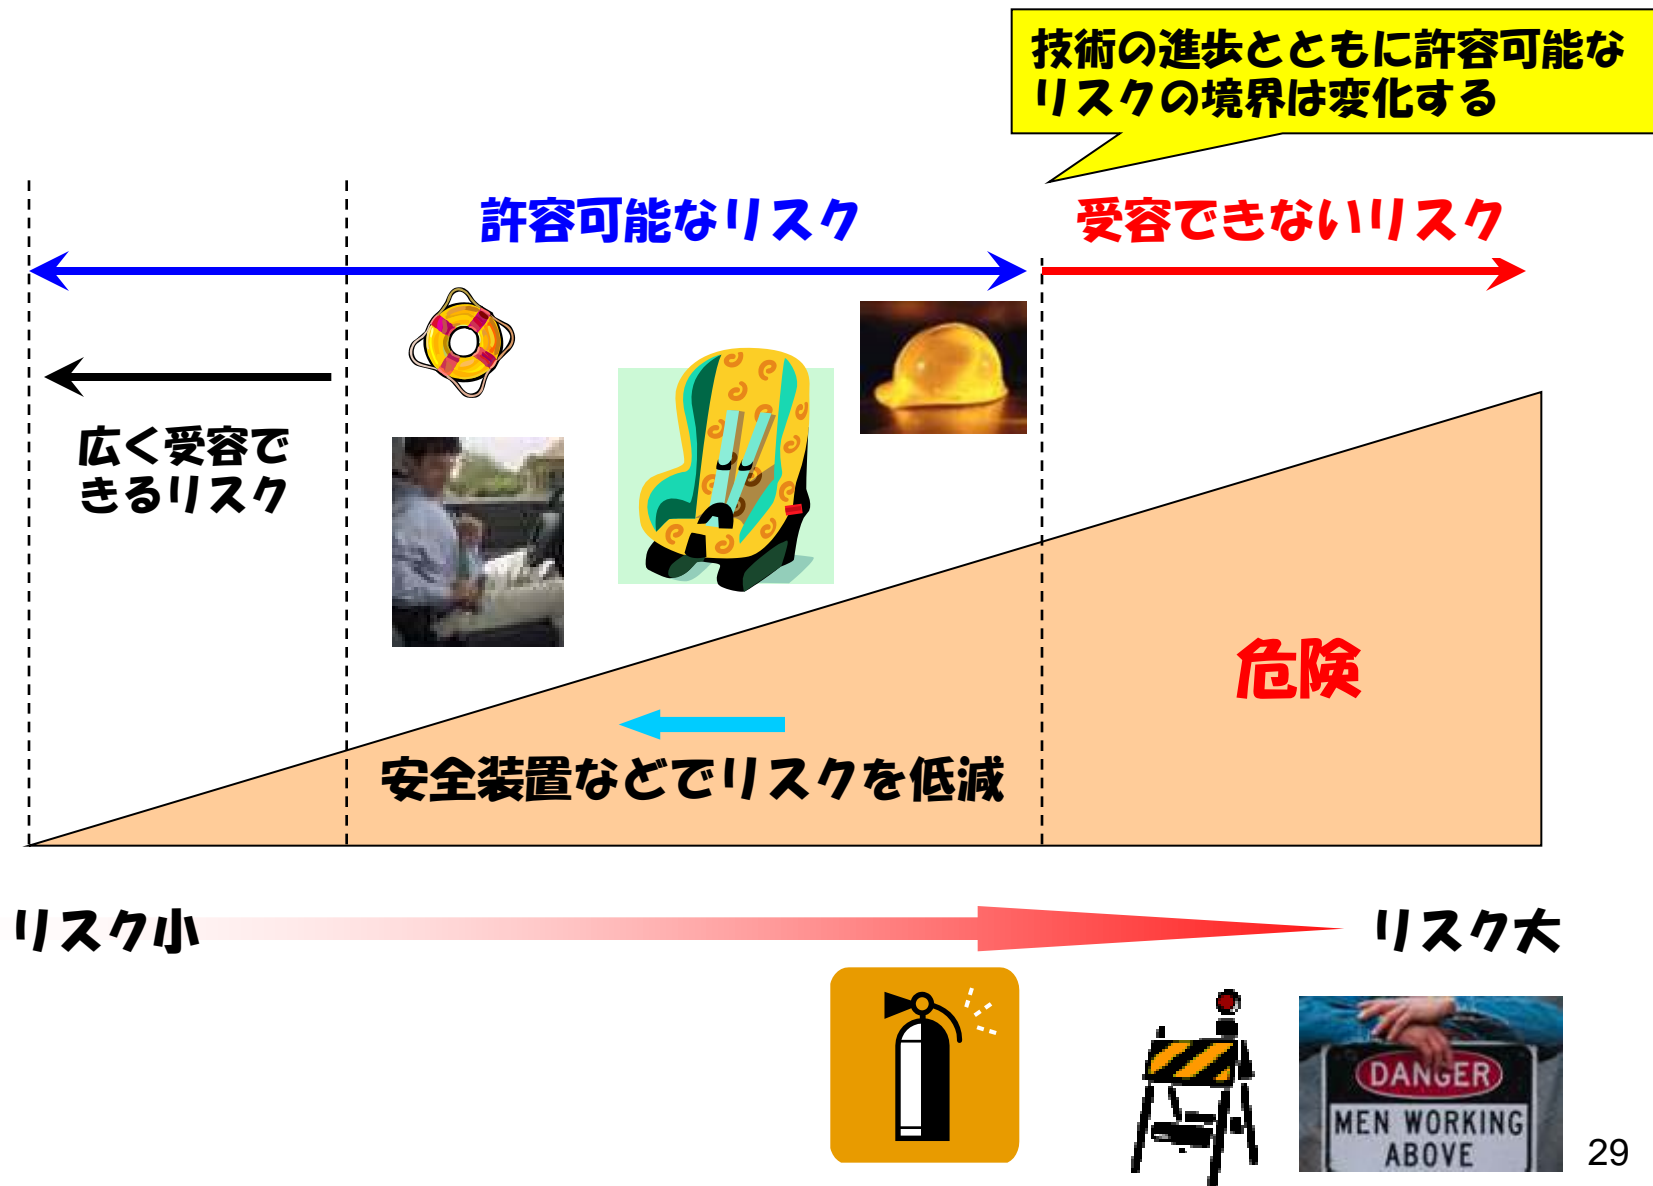 技術の進歩とともに許容可能な
リスクの境界は変化する
許容可能なリスク
受容できないリスク
広く受容で
きるリスク
危険
安全装置などでリスクを低減
リスク小
リスク大
DANGER
MEN WORKING
ABOVE
29